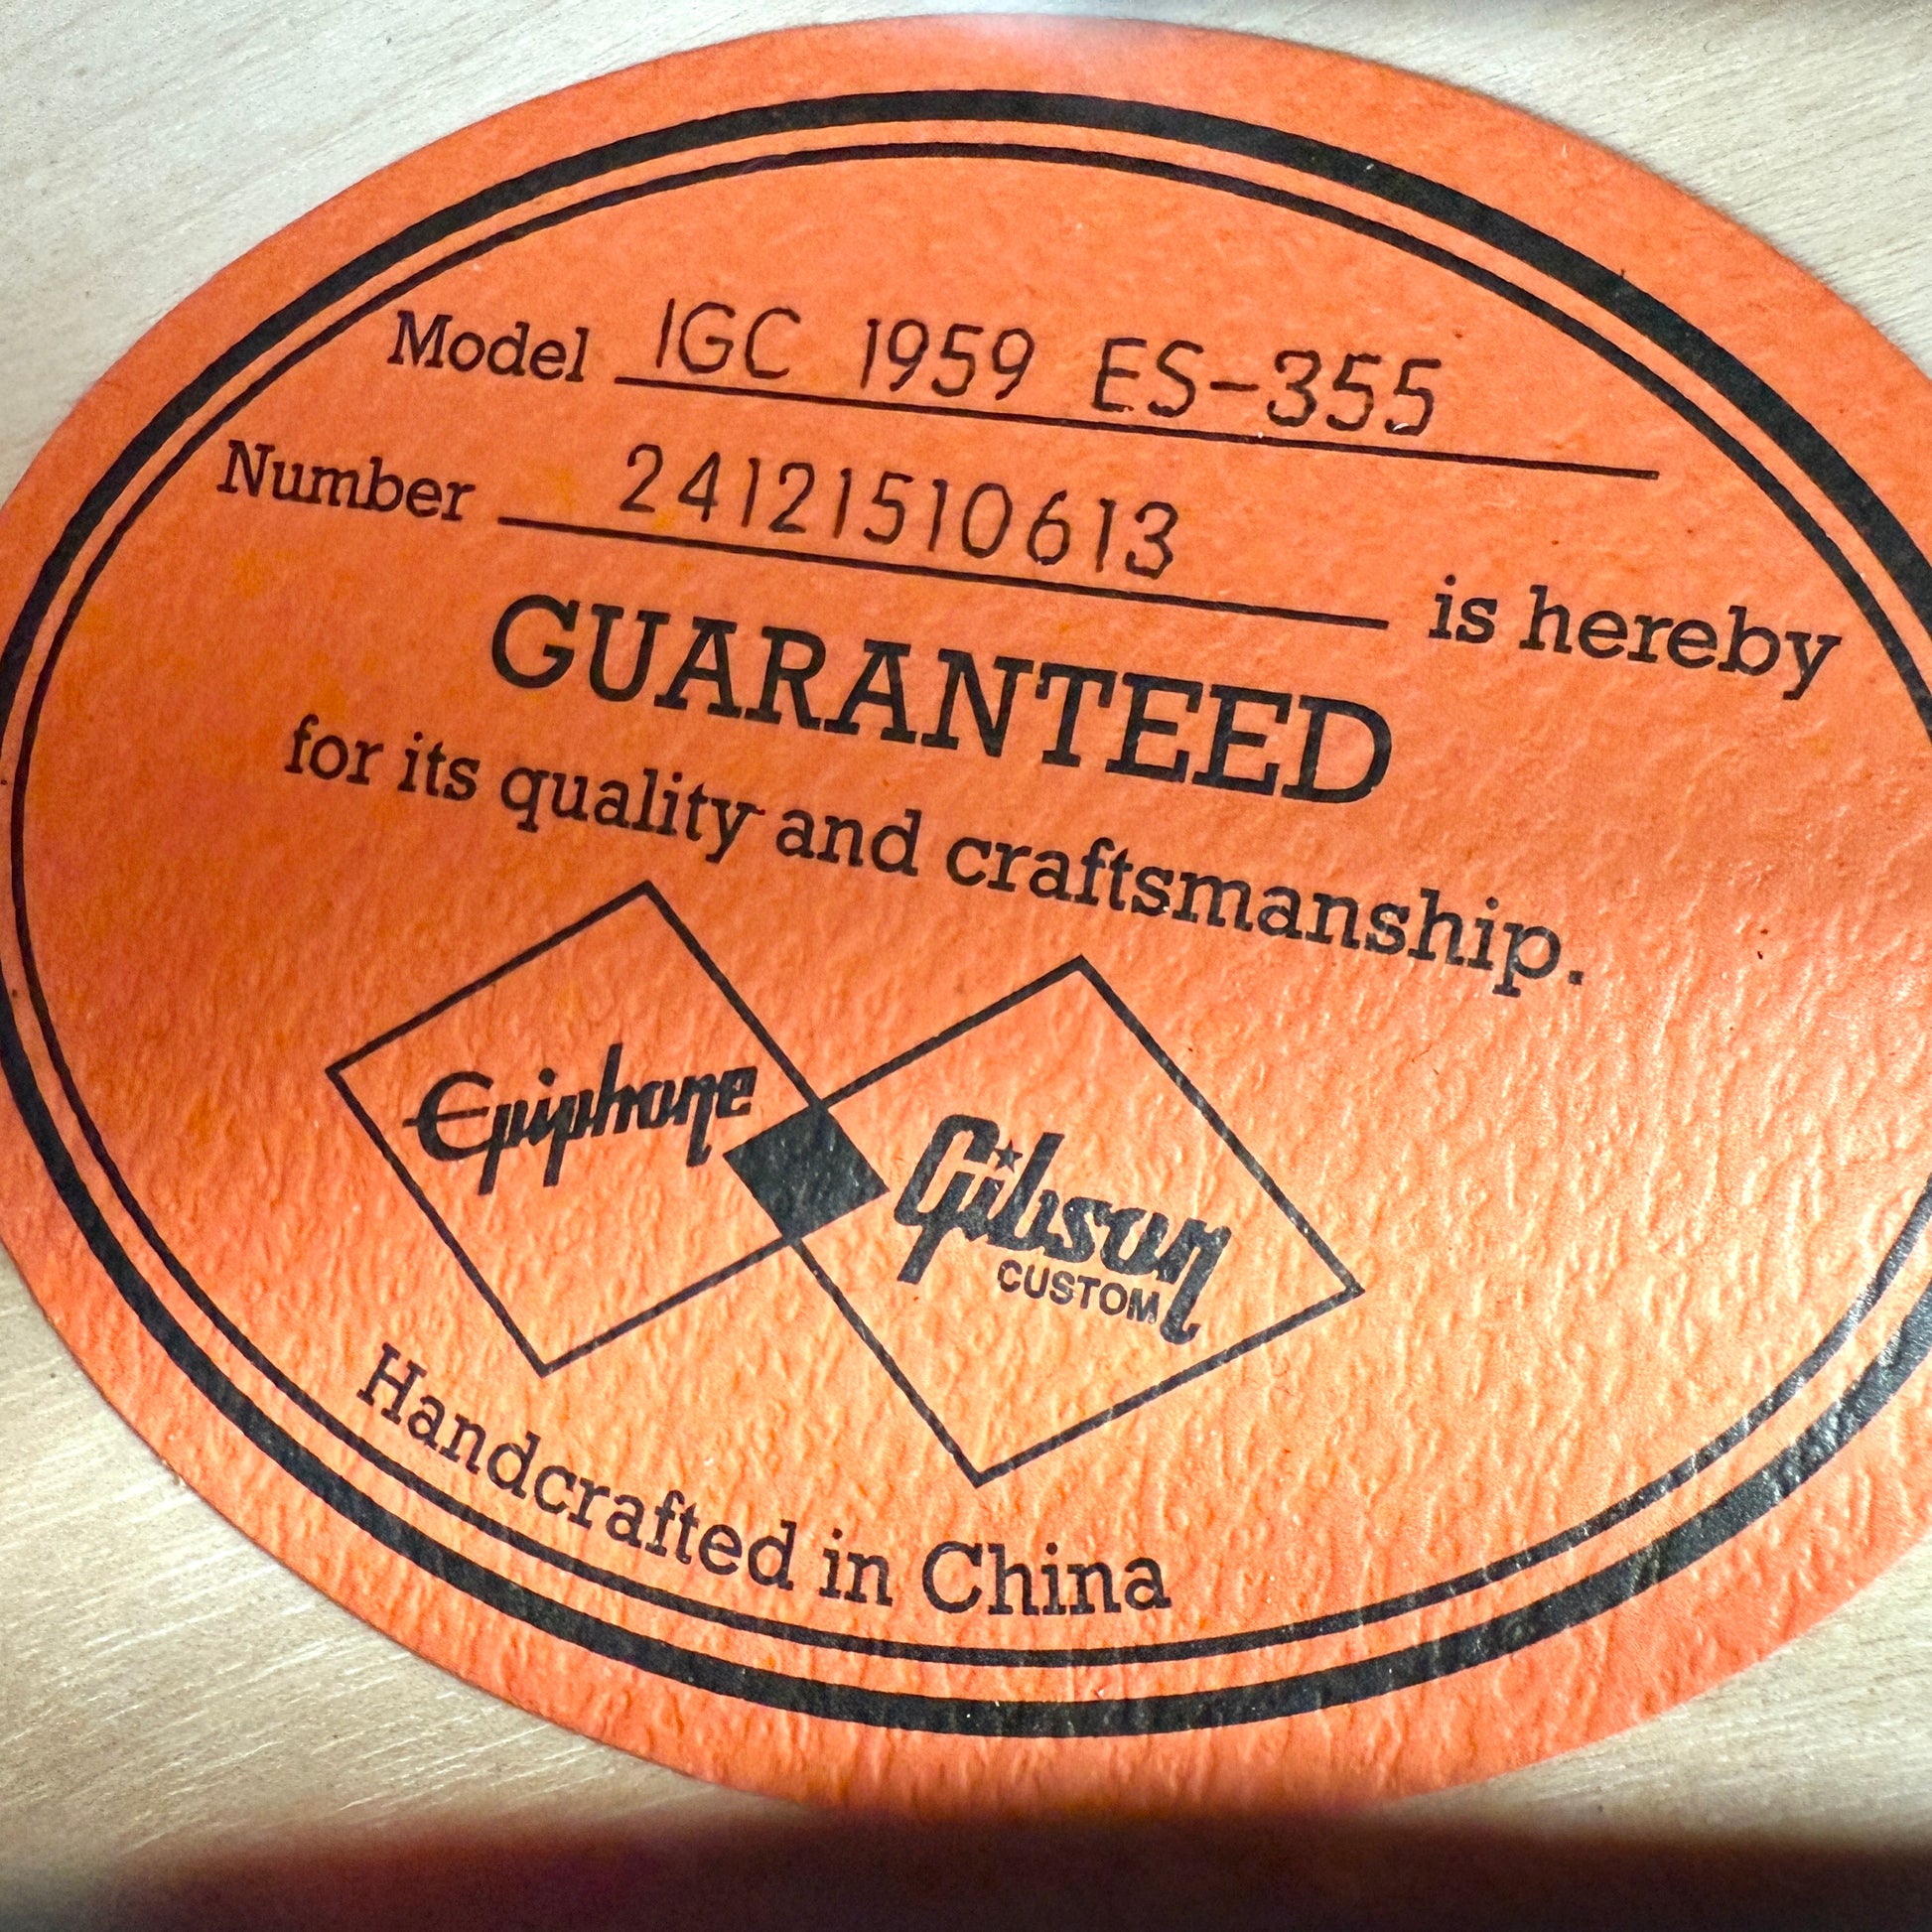 Model IGC 1959 ES-355
Number 24121510613 is hereby
GUARANTEED
for its quality and craftsmanship.
Epiphone
Gibson
CUSTOM
Handcrafted in China